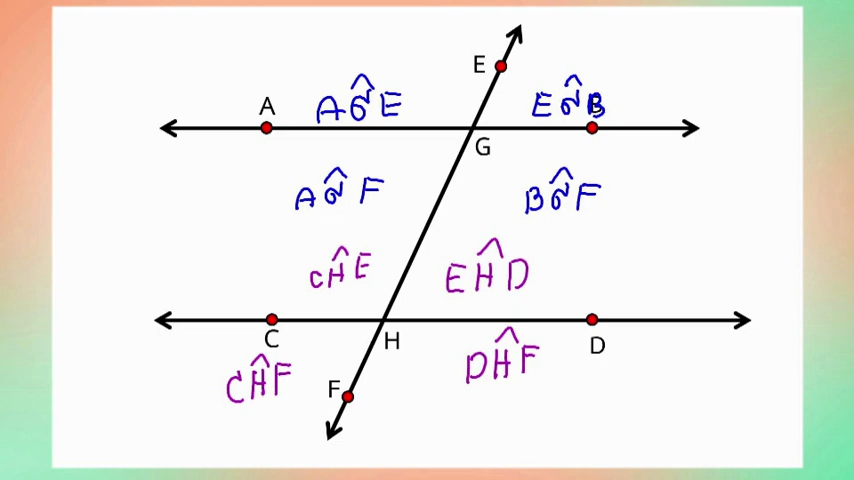 E
A AĜE EĜB
G
AĜF BĜF
CĤE EĤD
C H D
CĤF DĤF
F